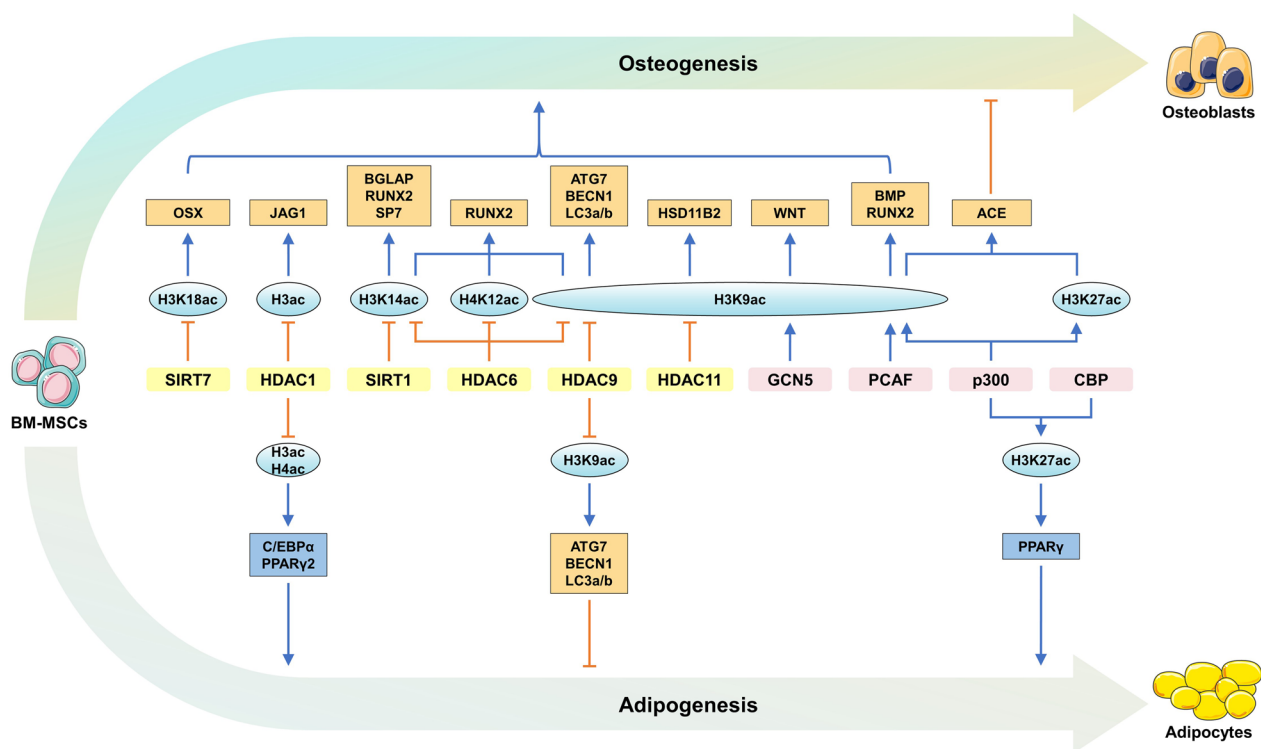 Osteogenesis
Osteoblasts
BGLAP
RUNX2
SP7
ATG7
BECN1
LC3a/b
BMP
RUNX2
OSX
JAG1
RUNX2
HSD11B2
WNT
ACE
H3K18ac
H3ac
H3K14ac
H4K12ac
H3K9ac
H3K27ac
BM-MSCs
SIRT7
HDAC1
SIRT1
HDAC6
HDAC9
HDAC11
GCN5
PCAF
p300
CBP
H3ac
H4ac
H3K9ac
H3K27ac
C/EBPα
PPARγ2
ATG7
BECN1
LC3a/b
PPARγ
Adipogenesis
Adipocytes